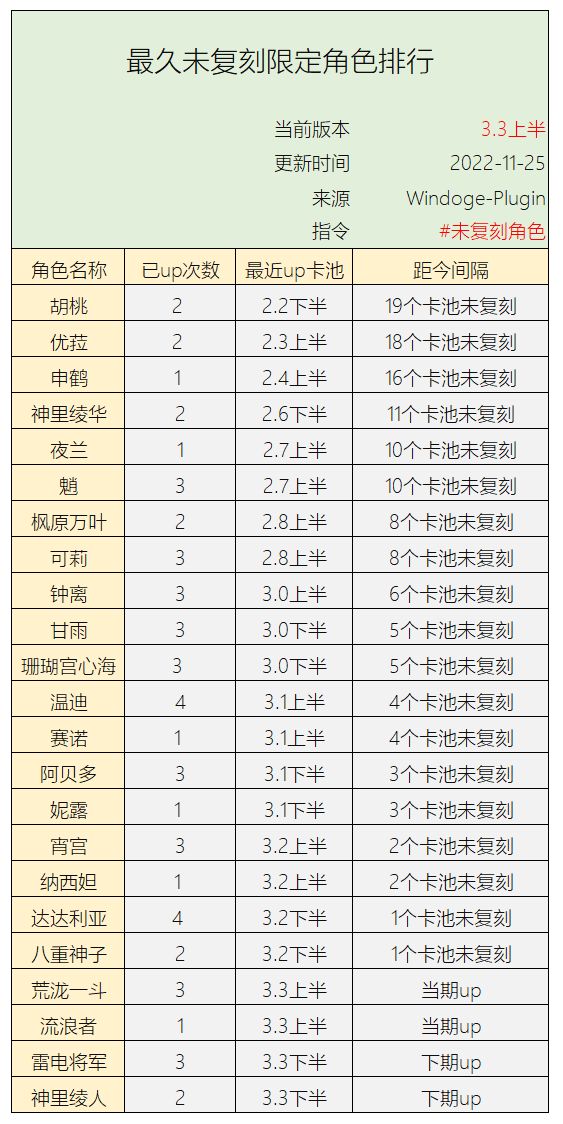 最久未复刻限定角色排行
当前版本 3.3上半
更新时间 2022-11-25
来源 Windoge-Plugin
指令 #未复刻角色
角色名称 已up次数 最近up卡池 距今间隔
胡桃 2 2.2下半 19个卡池未复刻
优菈 2 2.3上半 18个卡池未复刻
申鹤 1 2.4上半 16个卡池未复刻
神里绫华 2 2.6下半 11个卡池未复刻
夜兰 1 2.7上半 10个卡池未复刻
魈 3 2.7上半 10个卡池未复刻
枫原万叶 2 2.8上半 8个卡池未复刻
可莉 3 2.8上半 8个卡池未复刻
钟离 3 3.0上半 6个卡池未复刻
甘雨 3 3.0下半 5个卡池未复刻
珊瑚宫心海 3 3.0下半 5个卡池未复刻
温迪 4 3.1上半 4个卡池未复刻
赛诺 1 3.1上半 4个卡池未复刻
阿贝多 3 3.1下半 3个卡池未复刻
妮露 1 3.1下半 3个卡池未复刻
宵宫 3 3.2上半 2个卡池未复刻
纳西妲 1 3.2上半 2个卡池未复刻
达达利亚 4 3.2下半 1个卡池未复刻
八重神子 2 3.2下半 1个卡池未复刻
荒泷一斗 3 3.3上半 当期up
流浪者 1 3.3上半 当期up
雷电将军 3 3.3下半 下期up
神里绫人 2 3.3下半 下期up